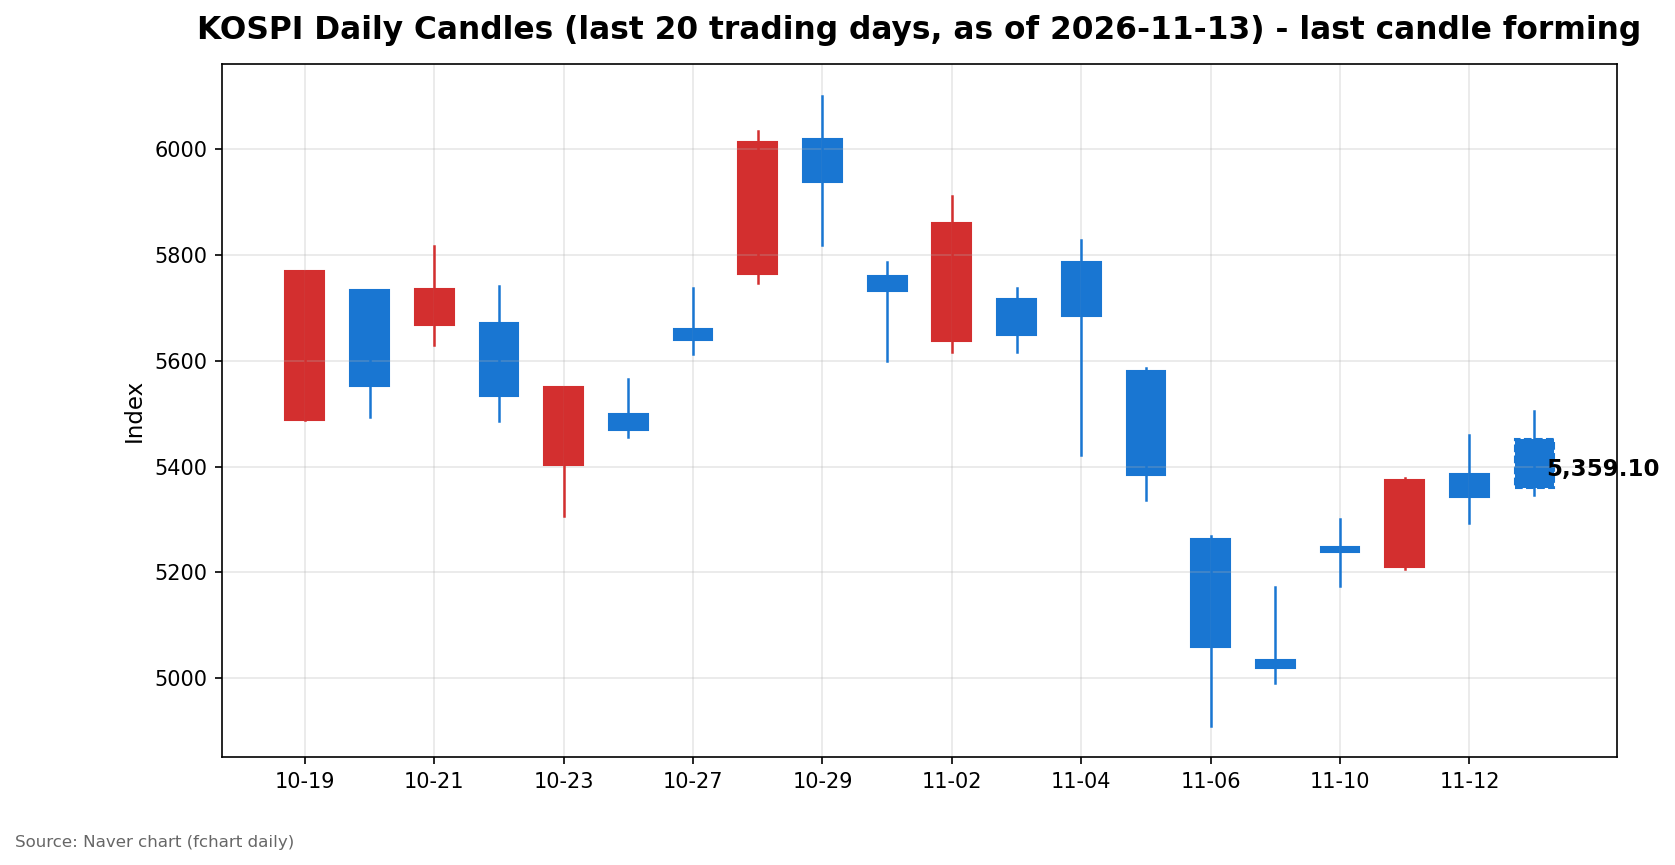 KOSPI Daily Candles (last 20 trading days, as of 2026-11-13) - last candle forming
6000
5800
5600
5400
5200
5000
Index
5,359.10
10-19 10-21 10-23 10-27 10-29 11-02 11-04 11-06 11-10 11-12
Source: Naver chart (fchart daily)